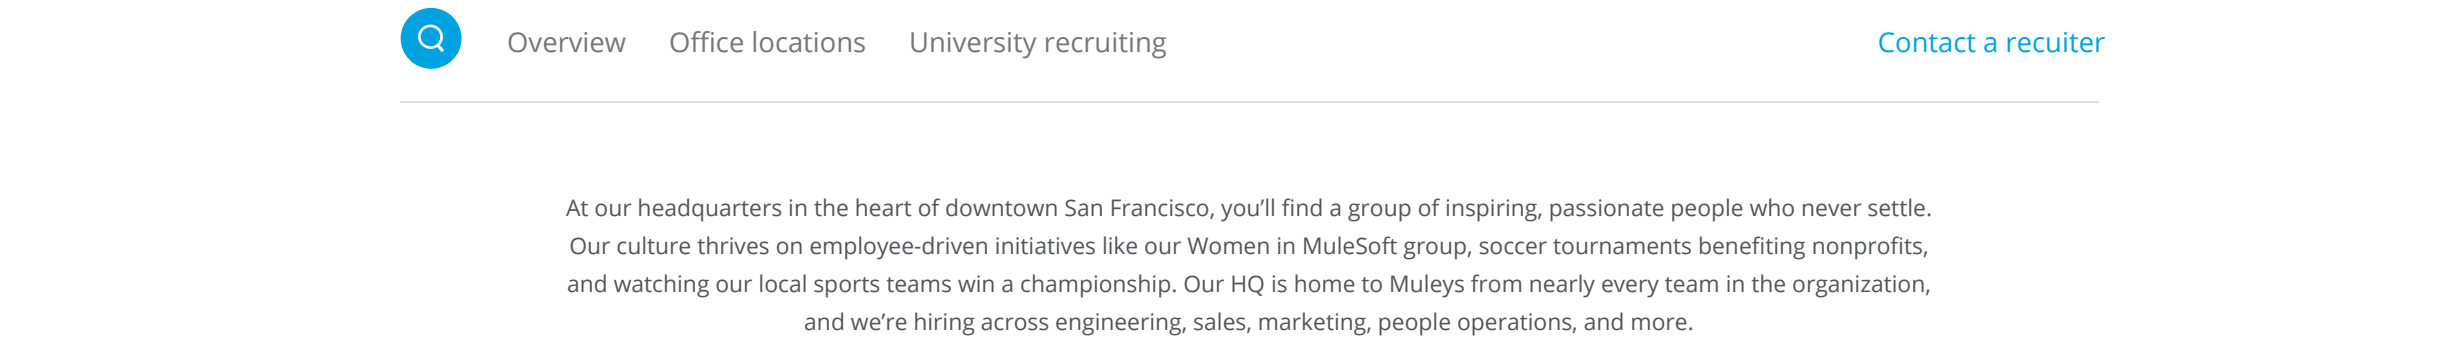 Overview Office locations University recruiting Contact a recuiter
At our headquarters in the heart of downtown San Francisco, you’ll find a group of inspiring, passionate people who never settle.
Our culture thrives on employee-driven initiatives like our Women in MuleSoft group, soccer tournaments benefiting nonprofits,
and watching our local sports teams win a championship. Our HQ is home to Muleys from nearly every team in the organization,
and we’re hiring across engineering, sales, marketing, people operations, and more.